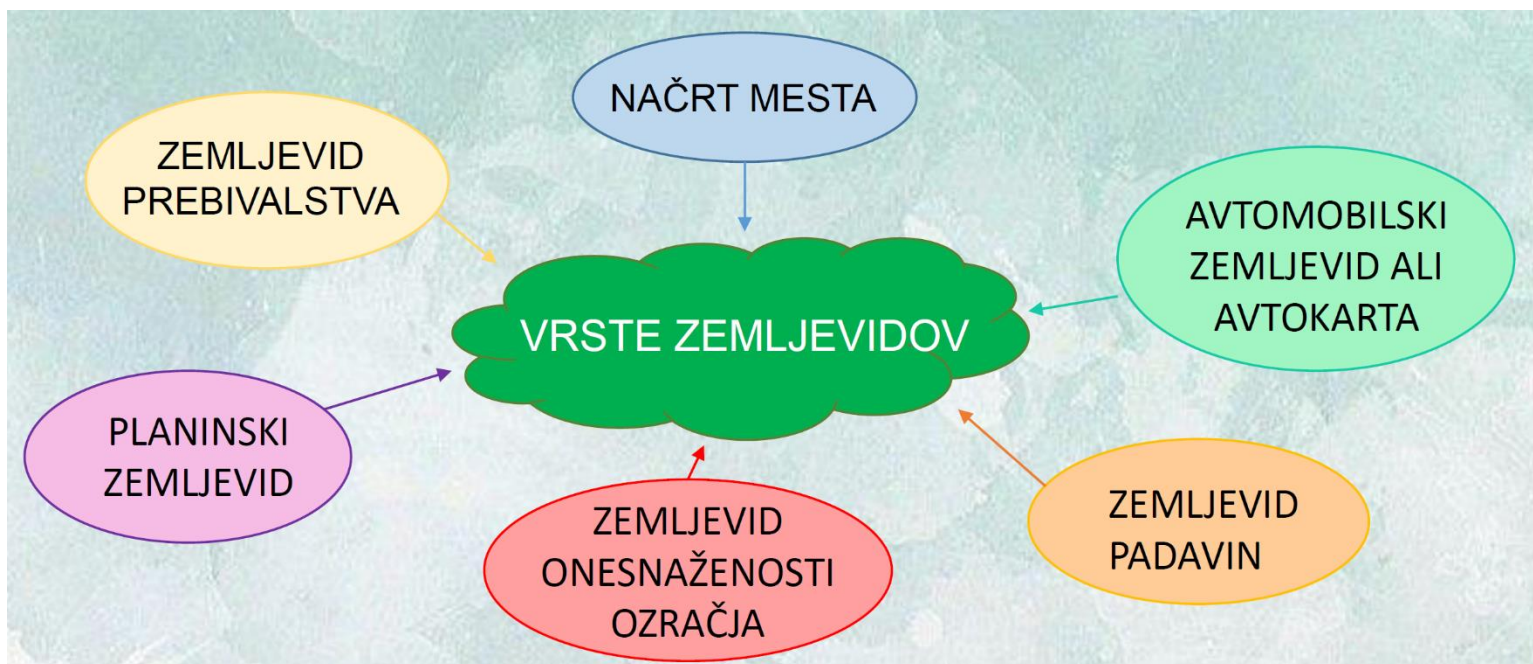 NAČRT MESTA
ZEMLJEVID
PREBIVALSTVA
AVTOMOBILSKI
ZEMLJEVID ALI
AVTOKARTA
VRSTE ZEMLJEVIDOV
PLANINSKI
ZEMLJEVID
ZEMLJEVID
ONESNAŽENOSTI
OZRAČJA
ZEMLJEVID
PADAVIN